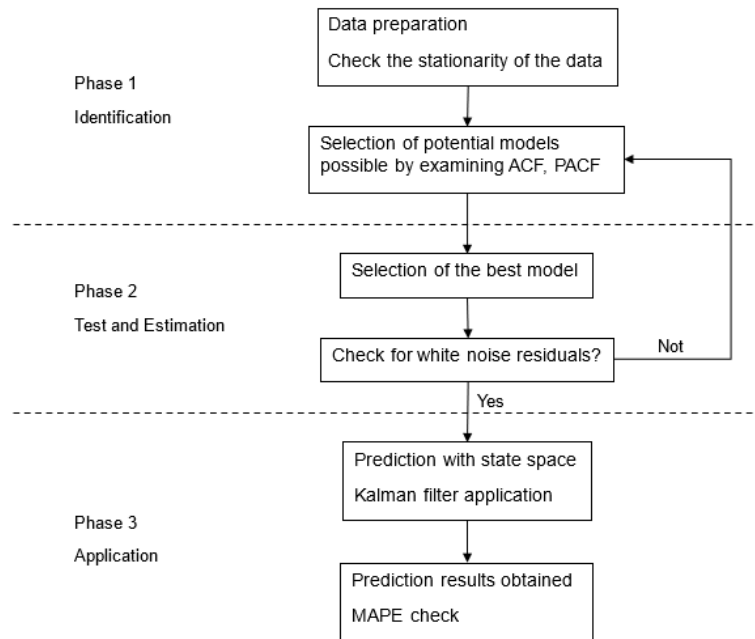 Data preparation
Check the stationarity of the data
Phase 1
Identification
Selection of potential models
possible by examining ACF, PACF
Selection of the best model
Phase 2
Test and Estimation
Check for white noise residuals?
Not
Yes
Prediction with state space
Kalman filter application
Phase 3
Application
Prediction results obtained
MAPE check